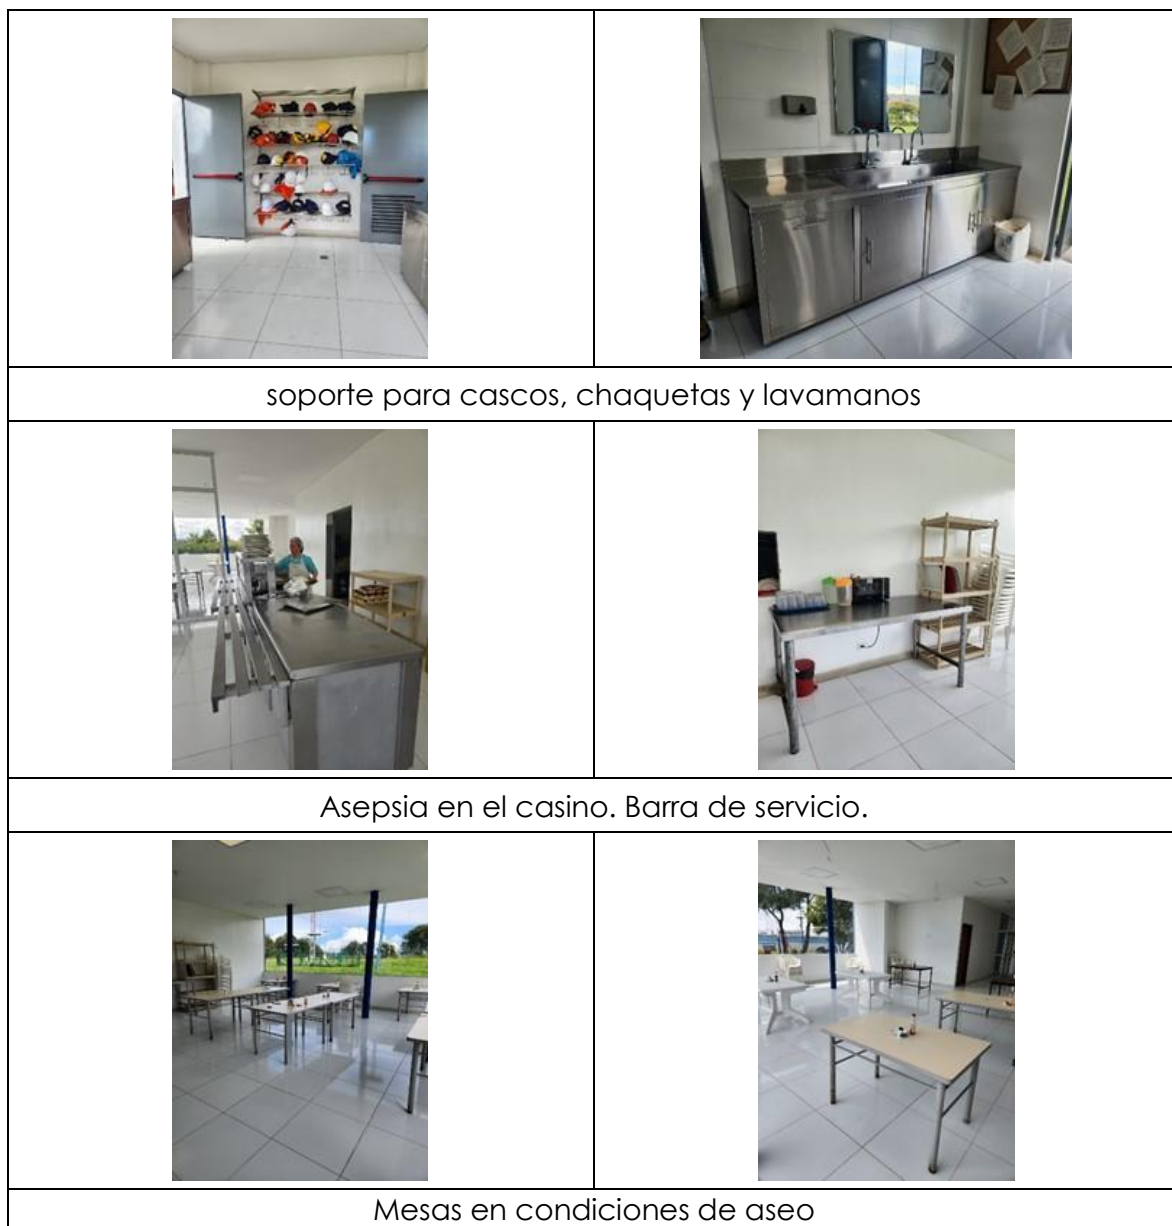 soporte para cascos, chaquetas y lavamanos
Asepsia en el casino. Barra de servicio.
Mesas en condiciones de aseo